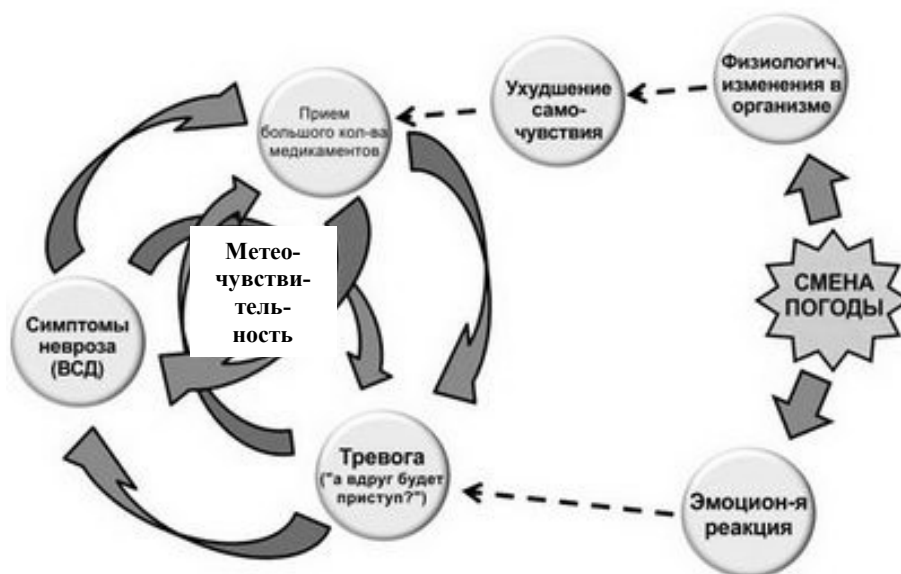 Физиологич.
изменения в
организме
Ухудшение
само-
чувствия
Прием
большого кол-ва
медикаментов
Метео-
чувстви-
тель-
ность
СМЕНА
ПОГОДЫ
Симптомы
невроза
(ВСД)
Тревога
("а вдруг будет
приступ?")
Эмоцион-я
реакция